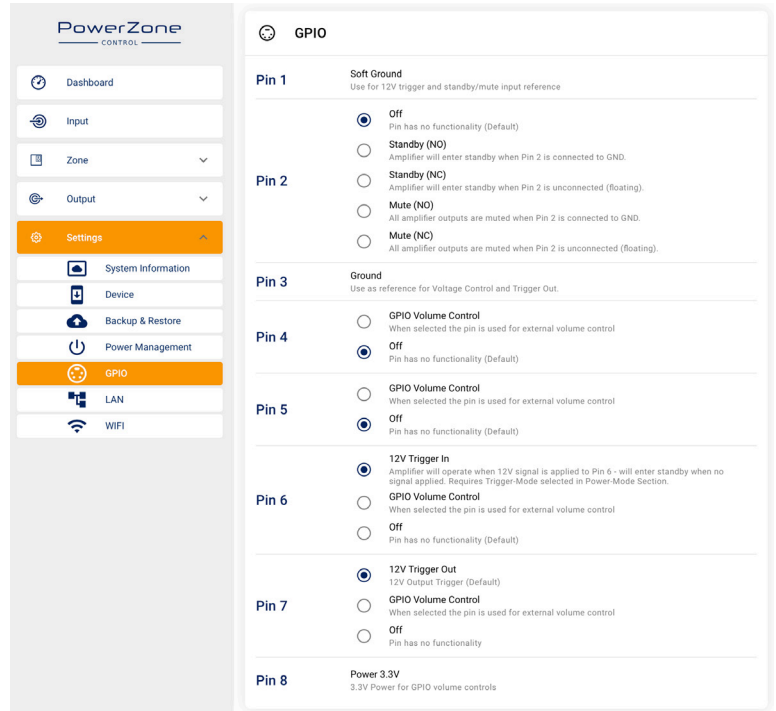 PowerZone
CONTROL
Dashboard
Input
Zone
Output
Settings
System Information
Device
Backup & Restore
Power Management
GPIO
LAN
WIFI
GPIO
Pin 1
Soft Ground
Use for 12V trigger and standby/mute input reference
Pin 2
Off
Pin has no functionality (Default)
Standby (NO)
Amplifier will enter standby when Pin 2 is connected to GND.
Standby (NC)
Amplifier will enter standby when Pin 2 is unconnected (floating).
Mute (NO)
All amplifier outputs are muted when Pin 2 is connected to GND.
Mute (NC)
All amplifier outputs are muted when Pin 2 is unconnected (floating).
Pin 3
Ground
Use as reference for Voltage Control and Trigger Out.
Pin 4
GPIO Volume Control
When selected the pin is used for external volume control
Off
Pin has no functionality (Default)
Pin 5
GPIO Volume Control
When selected the pin is used for external volume control
Off
Pin has no functionality (Default)
Pin 6
12V Trigger In
Amplifier will operate when 12V signal is applied to Pin 6 - will enter standby when no
signal applied. Requires Trigger-Mode selected in Power-Mode Section.
GPIO Volume Control
When selected the pin is used for external volume control
Off
Pin has no functionality (Default)
Pin 7
12V Trigger Out
12V Output Trigger (Default)
GPIO Volume Control
When selected the pin is used for external volume control
Off
Pin has no functionality
Pin 8
Power 3.3V
3.3V Power for GPIO volume controls